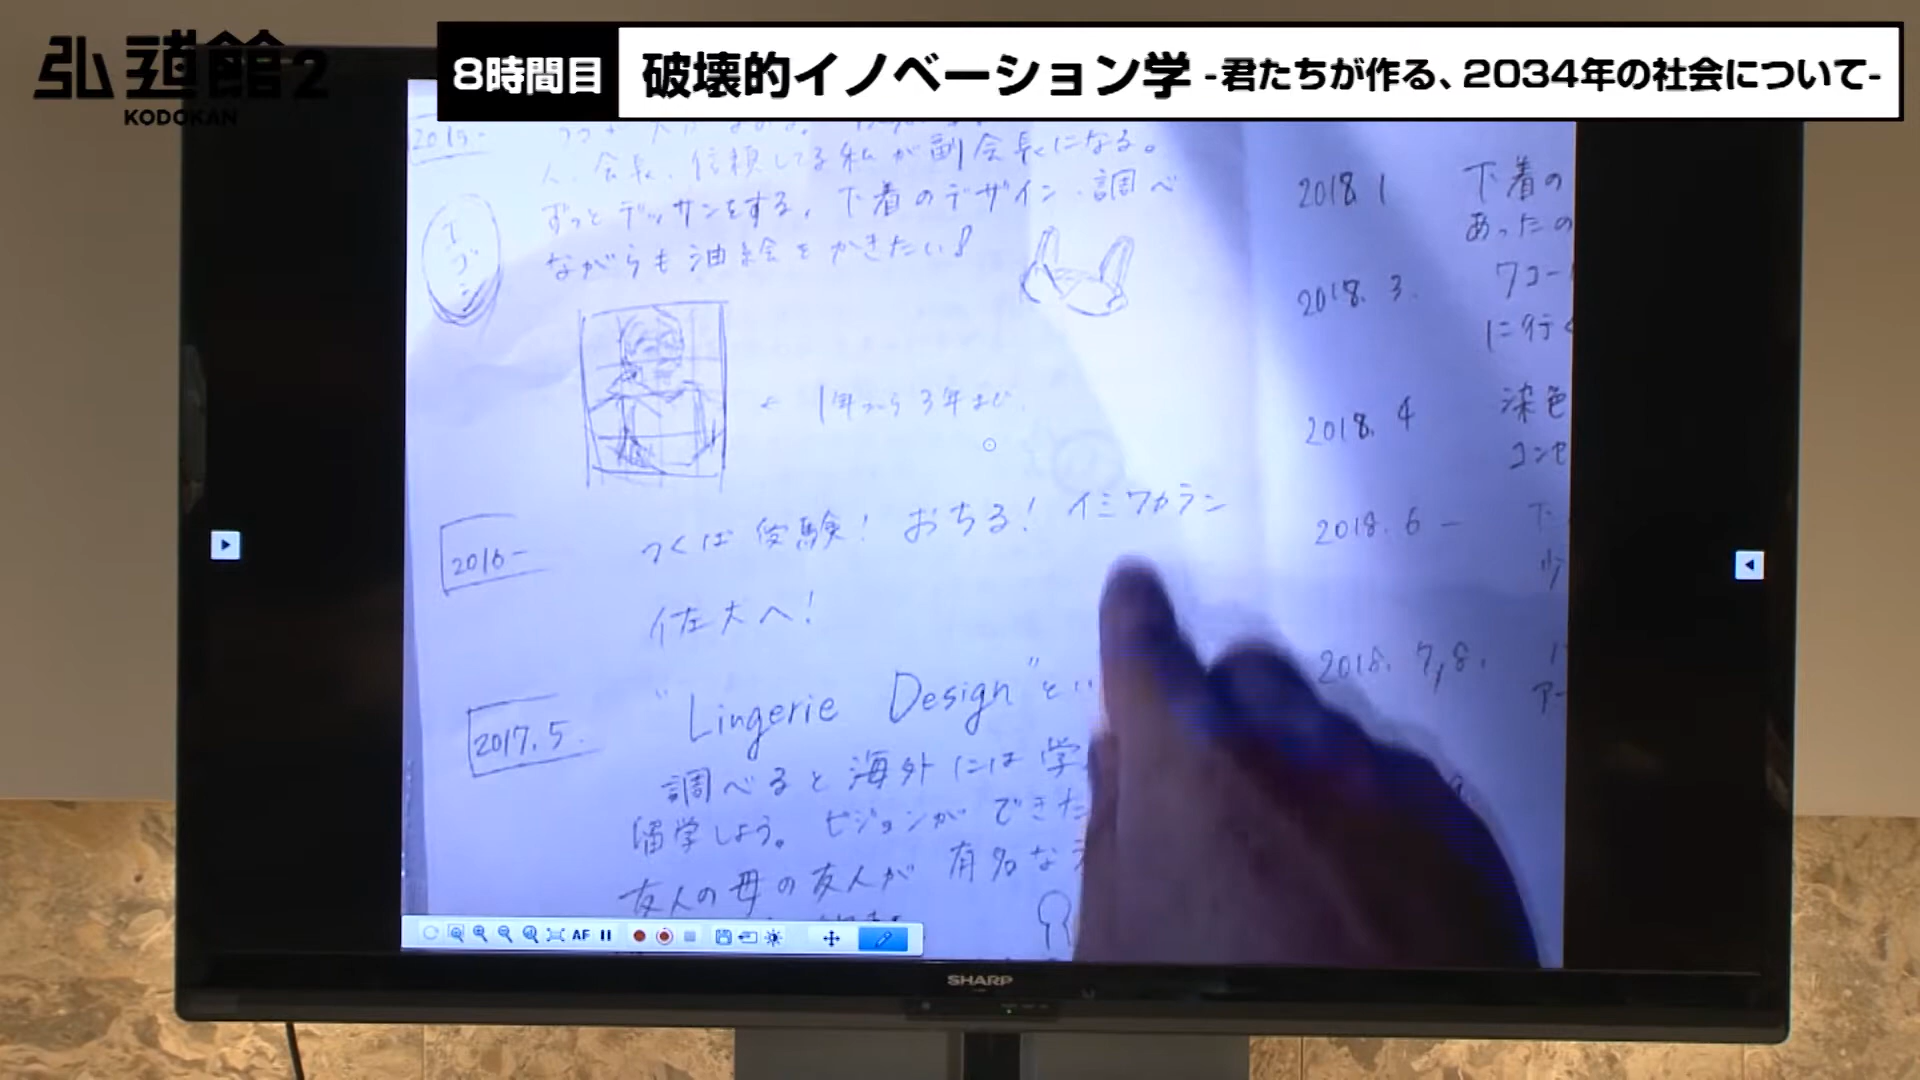 弘道館2
KODOKAN
8時間目
破壊的イノベーション学 -君たちが作る、2034年の社会について-
2015-
人、会長、信頼してる私が副会長になる。
ずっとデッサンをする。下着のデザイン、調べ
ながらも油絵をかきたい!
← 1年から3年まで
2016-
つくば受験! おちる! イミワカラン
佐大へ!
2017.5.
"Lingerie Design"とい
調べると海外には学
留学しよう。ビジョンができた
友人の母の友人が 有名な
2018.1
下着の
あったの
2018.3.
ワコー
に行く
2018.4
染色
コンセ
2018.6-
下
2018.7,8.
ア-
AF
SHARP